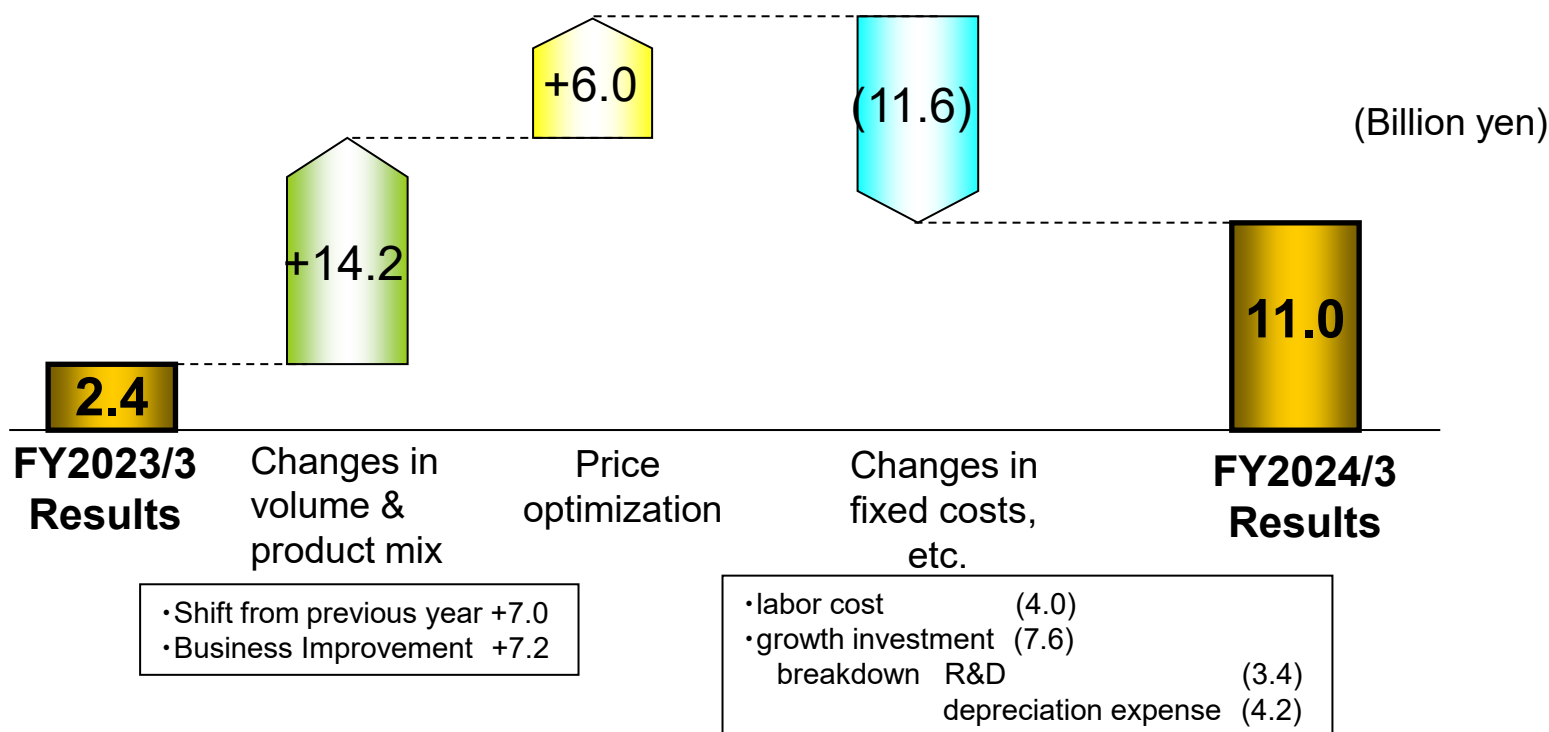 +6.0
(11.6)
(Billion yen)
+14.2
11.0
2.4
FY2023/3
Results
Changes in
volume &
product mix
Price
optimization
Changes in
fixed costs,
etc.
FY2024/3
Results
・Shift from previous year +7.0
・Business Improvement +7.2
・labor cost (4.0)
・growth investment (7.6)
breakdown R&D (3.4)
depreciation expense (4.2)